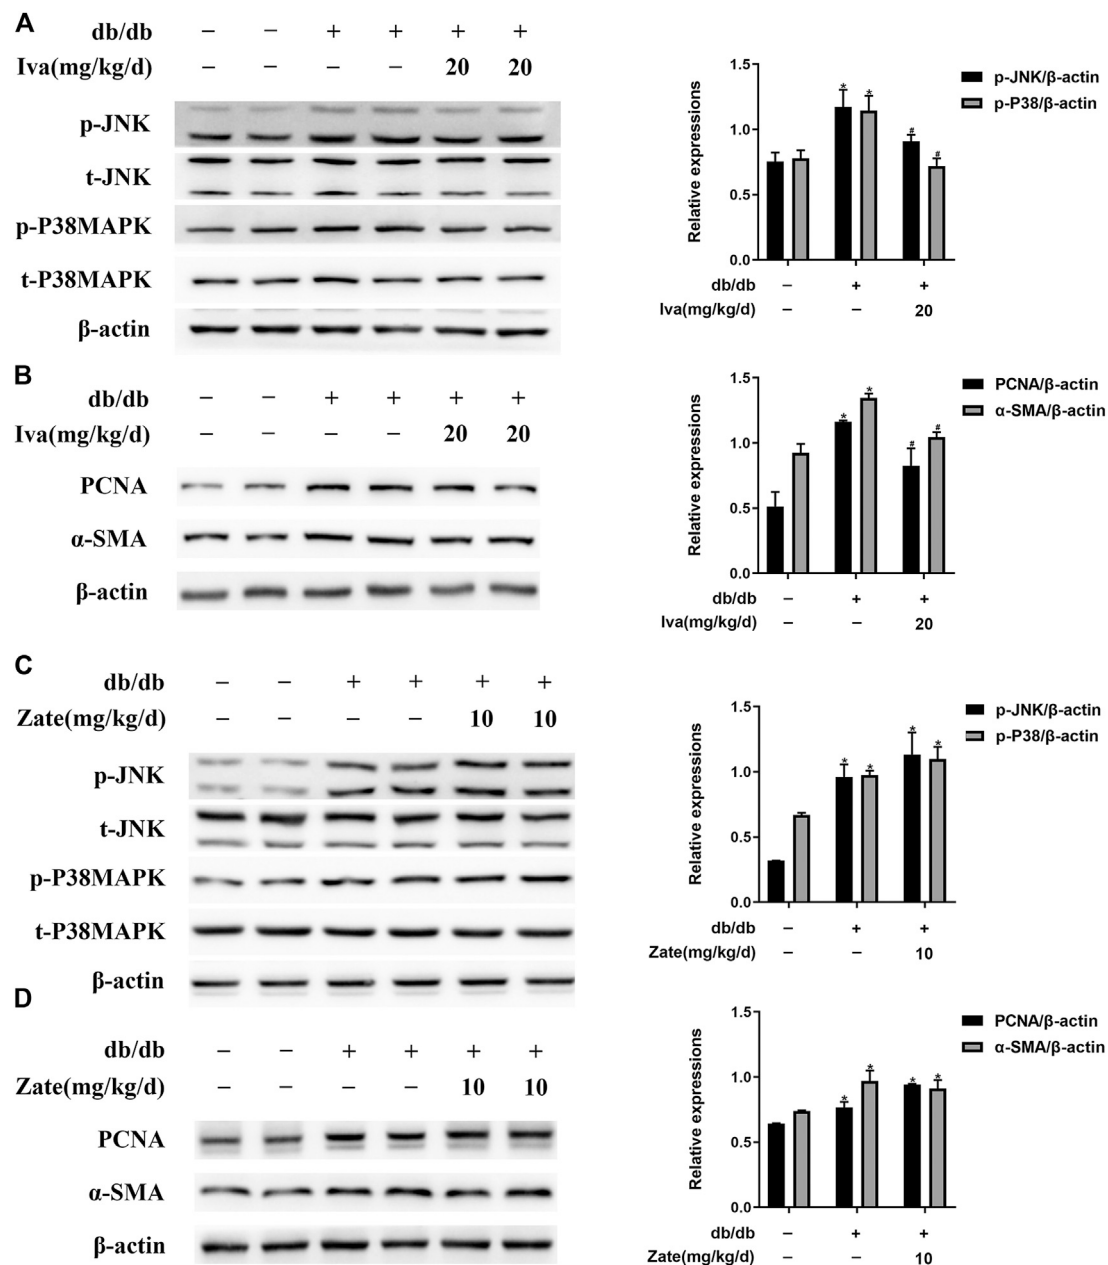 A
db/db − − + + + +
Iva(mg/kg/d) − − − − 20 20
p-JNK
t-JNK
p-P38MAPK
t-P38MAPK
β-actin
Relative expressions
1.5
1.0
0.5
0.0
* * # #
p-JNK/β-actin
p-P38/β-actin
db/db − + +
Iva(mg/kg/d) − − 20
B
db/db − − + + + +
Iva(mg/kg/d) − − − − 20 20
PCNA
α-SMA
β-actin
Relative expressions
1.5
1.0
0.5
0.0
* * # #
PCNA/β-actin
α-SMA/β-actin
db/db − + +
Iva(mg/kg/d) − − 20
C
db/db − − + + + +
Zate(mg/kg/d) − − − − 10 10
p-JNK
t-JNK
p-P38MAPK
t-P38MAPK
β-actin
Relative expressions
1.5
1.0
0.5
0.0
* * * *
p-JNK/β-actin
p-P38/β-actin
db/db − + +
Zate(mg/kg/d) − − 10
D
db/db − − + + + +
Zate(mg/kg/d) − − − − 10 10
PCNA
α-SMA
β-actin
Relative expressions
1.5
1.0
0.5
0.0
* * * *
PCNA/β-actin
α-SMA/β-actin
db/db − + +
Zate(mg/kg/d) − − 10